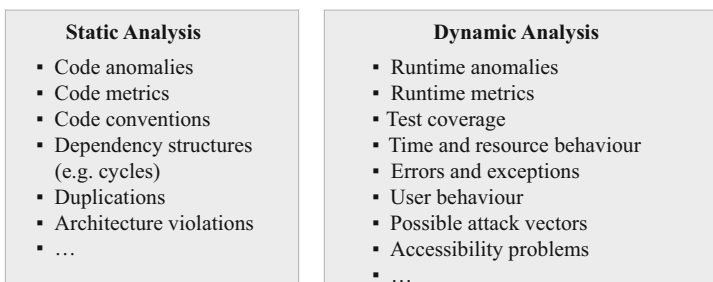 Static Analysis
▪ Code anomalies
▪ Code metrics
▪ Code conventions
▪ Dependency structures
(e.g. cycles)
▪ Duplications
▪ Architecture violations
▪ …
Dynamic Analysis
▪ Runtime anomalies
▪ Runtime metrics
▪ Test coverage
▪ Time and resource behaviour
▪ Errors and exceptions
▪ User behaviour
▪ Possible attack vectors
▪ Accessibility problems
▪ …